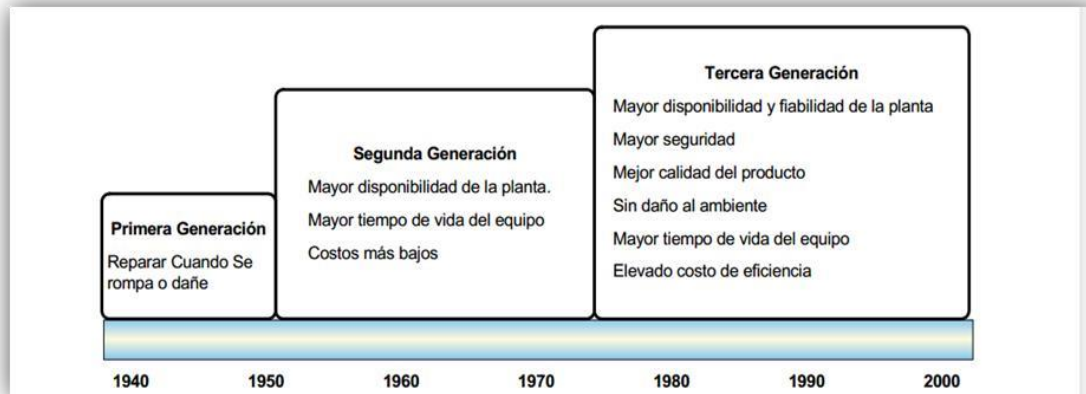 Primera Generación
Reparar Cuando Se
rompa o dañe
Segunda Generación
Mayor disponibilidad de la planta.
Mayor tiempo de vida del equipo
Costos más bajos
Tercera Generación
Mayor disponibilidad y fiabilidad de la planta
Mayor seguridad
Mejor calidad del producto
Sin daño al ambiente
Mayor tiempo de vida del equipo
Elevado costo de eficiencia
1940 1950 1960 1970 1980 1990 2000